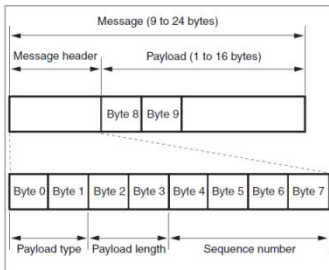 Message (9 to 24 bytes)
Message header
Payload (1 to 16 bytes)
Byte 8
Byte 9
Byte 0
Byte 1
Byte 2
Byte 3
Byte 4
Byte 5
Byte 6
Byte 7
Payload type
Payload length
Sequence number